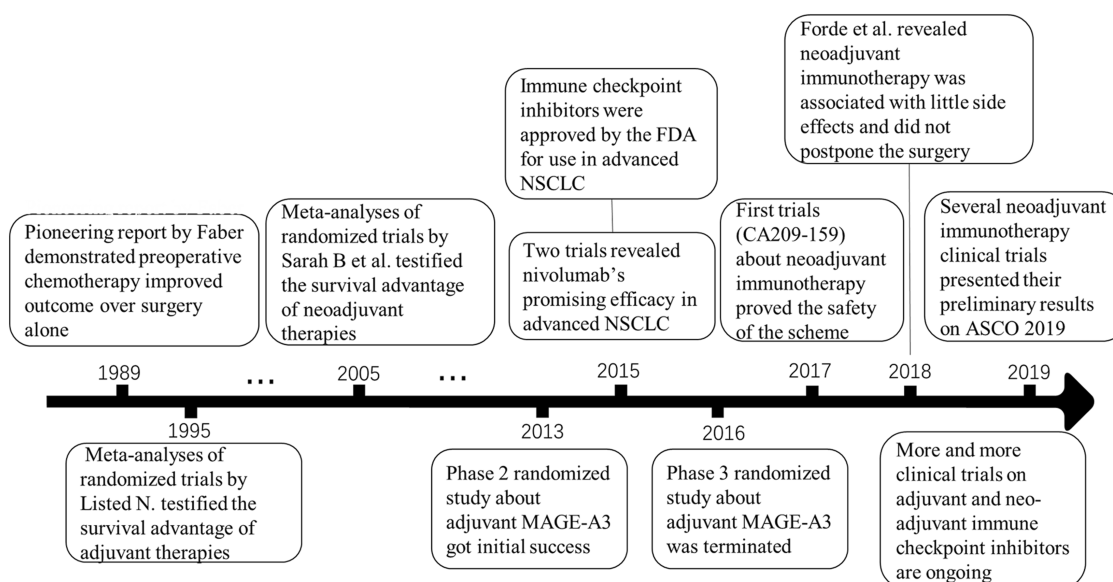 Forde et al. revealed
neoadjuvant
immunotherapy was
associated with little side
effects and did not
postpone the surgery
Immune checkpoint
inhibitors were
approved by the FDA
for use in advanced
NSCLC
Pioneering report by Faber
demonstrated preoperative
chemotherapy improved
outcome over surgery
alone
Meta-analyses of
randomized trials by
Sarah B et al. testified
the survival advantage
of neoadjuvant
therapies
Two trials revealed
nivolumab's
promising efficacy in
advanced NSCLC
First trials
(CA209-159)
about neoadjuvant
immunotherapy
proved the safety
of the scheme
Several neoadjuvant
immunotherapy
clinical trials
presented their
preliminary results
on ASCO 2019
1989
...
2005
...
2015
2017
2018
2019
1995
2013
2016
Meta-analyses of
randomized trials by
Listed N. testified the
survival advantage of
adjuvant therapies
Phase 2 randomized
study about
adjuvant MAGE-A3
got initial success
Phase 3 randomized
study about
adjuvant MAGE-A3
was terminated
More and more
clinical trials on
adjuvant and neo-
adjuvant immune
checkpoint inhibitors
are ongoing